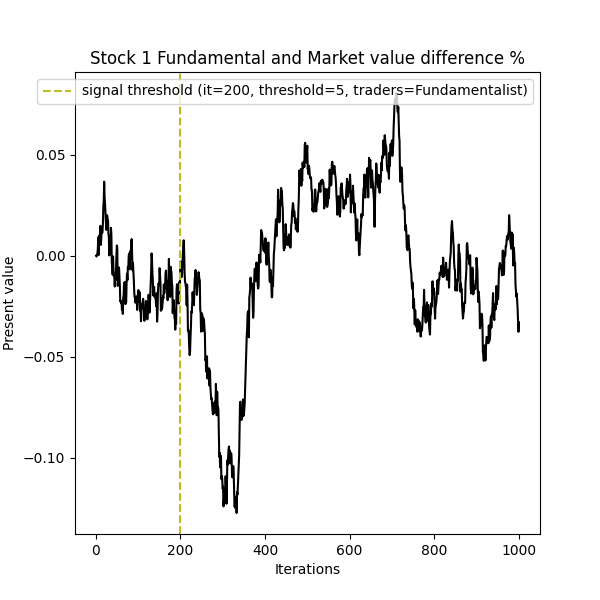 Stock 1 Fundamental and Market value difference %
signal threshold (it=200, threshold=5, traders=Fundamentalist)
0.05
0.00
−0.05
−0.10
Present value
0
200
400
600
800
1000
Iterations